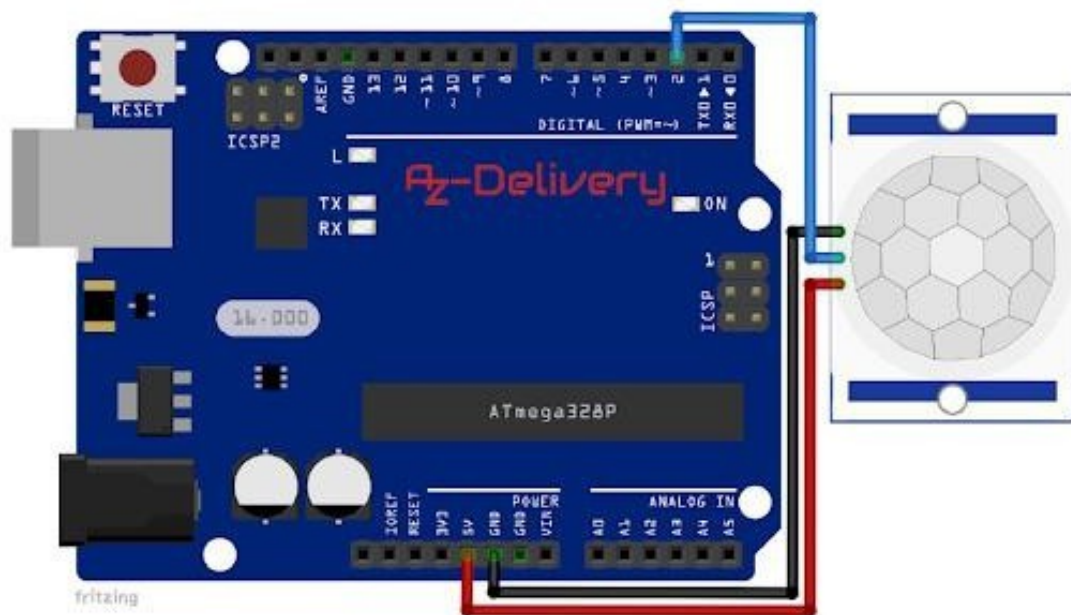 RESET
ICSP2
AREF
GND
13
12
~11
~10
~9
8
7
~6
~5
4
~3
2
TX0▶1
RX0◀0
DIGITAL (PWM=~)
L
TX
RX
Az-Delivery
ON
1
ICSP
16.000
ATmega328P
POWER
ANALOG IN
IOREF
RESET
3V3
5V
GND
GND
VIN
A0
A1
A2
A3
A4
A5
fritzing